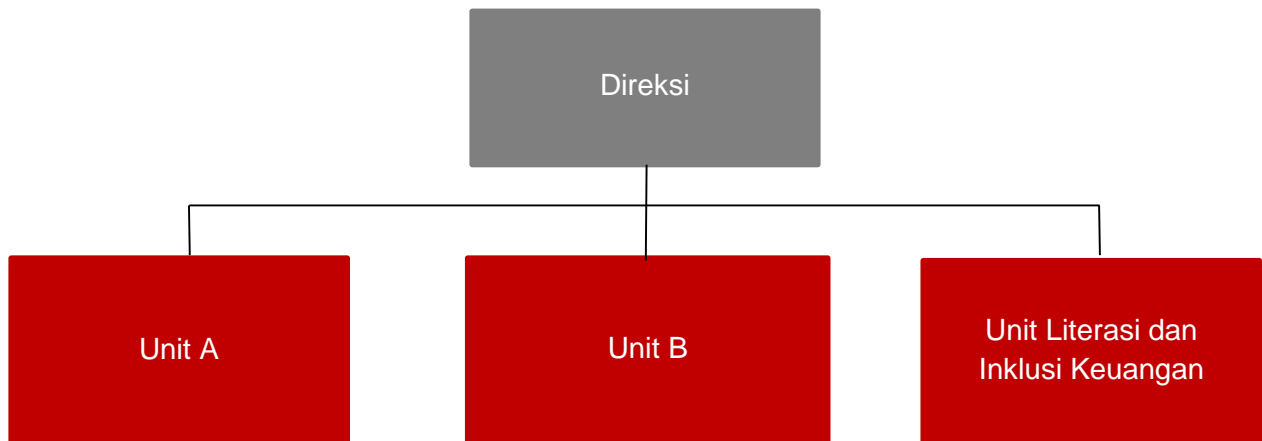 Direksi
Unit A
Unit B
Unit Literasi dan
Inklusi Keuangan